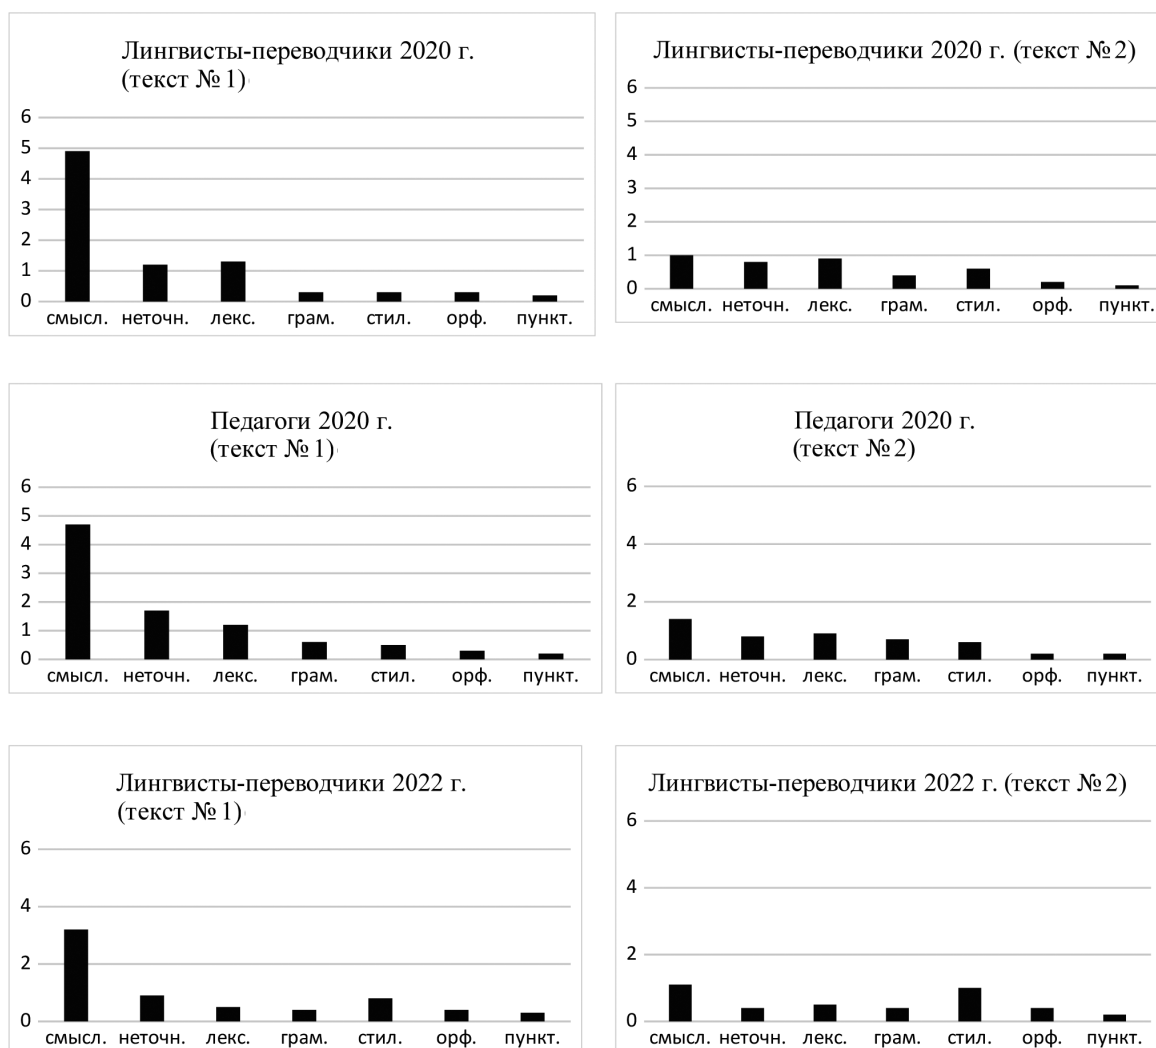 Лингвисты-переводчики 2020 г.
(текст № 1)
6
5
4
3
2
1
0
смысл. неточн. лекс. грам. стил. орф. пункт.
Лингвисты-переводчики 2020 г. (текст № 2)
6
5
4
3
2
1
0
смысл. неточн. лекс. грам. стил. орф. пункт.
Педагоги 2020 г.
(текст № 1)
6
5
4
3
2
1
0
смысл. неточн. лекс. грам. стил. орф. пункт.
Педагоги 2020 г.
(текст № 2)
6
4
2
0
смысл. неточн. лекс. грам. стил. орф. пункт.
Лингвисты-переводчики 2022 г.
(текст № 1)
6
4
2
0
смысл. неточн. лекс. грам. стил. орф. пункт.
Лингвисты-переводчики 2022 г. (текст № 2)
6
4
2
0
смысл. неточн. лекс. грам. стил. орф. пункт.